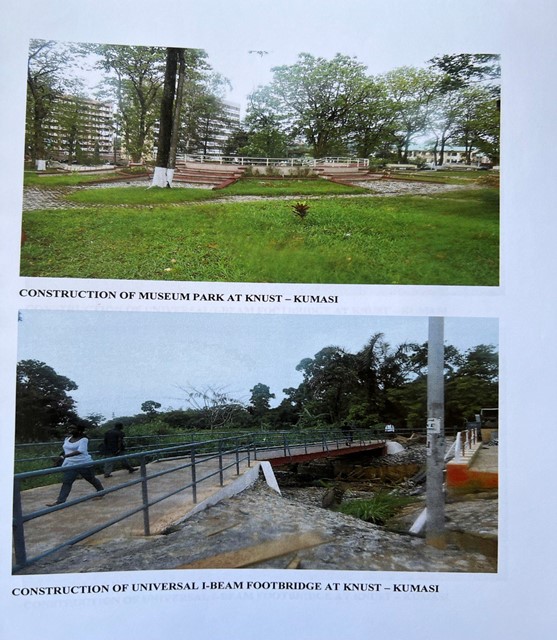 CONSTRUCTION OF MUSEUM PARK AT KNUST – KUMASI
CONSTRUCTION OF UNIVERSAL I-BEAM FOOTBRIDGE AT KNUST – KUMASI